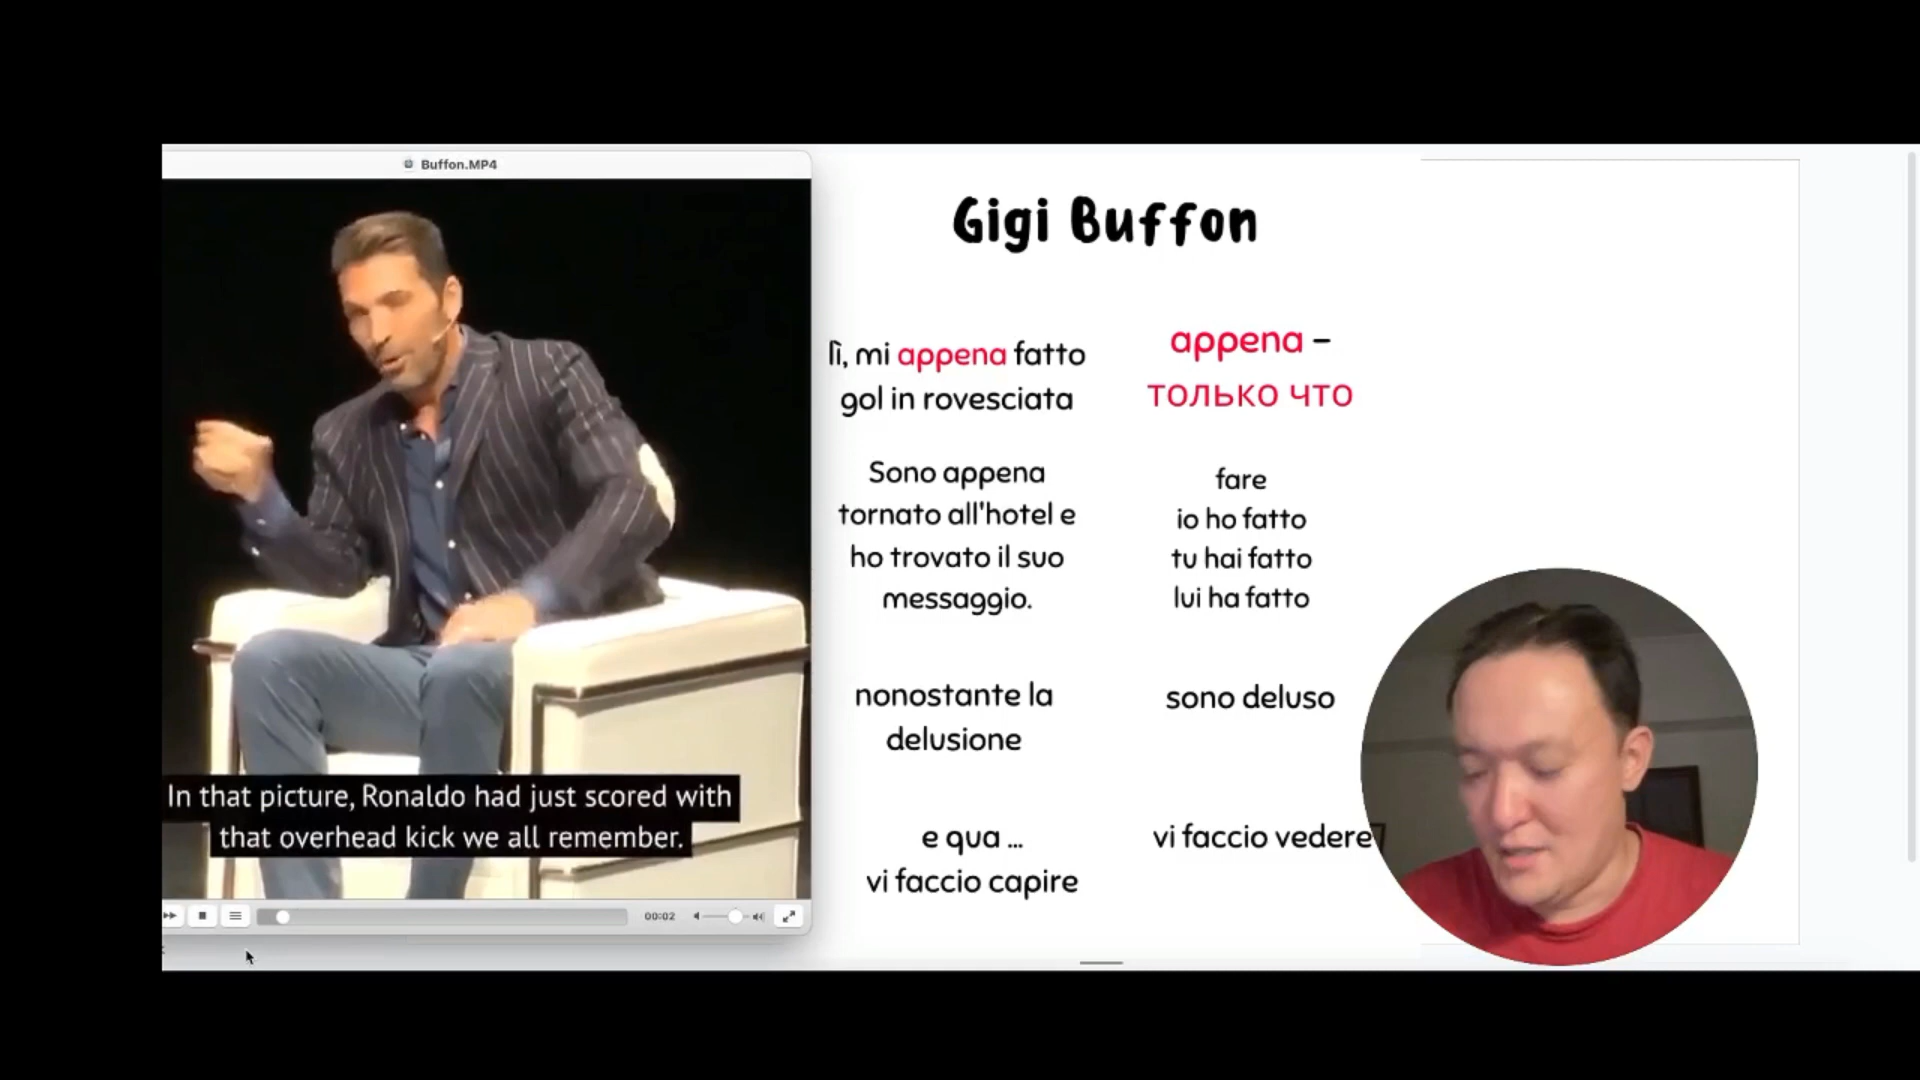 Buffon.MP4
Gigi Buffon
lì, mi appena fatto
gol in rovesciata
appena –
только что
Sono appena
tornato all'hotel e
ho trovato il suo
messaggio.
fare
io ho fatto
tu hai fatto
lui ha fatto
nonostante la
delusione
sono deluso
e qua ...
vi faccio capire
vi faccio vedere
In that picture, Ronaldo had just scored with
that overhead kick we all remember.
00:02